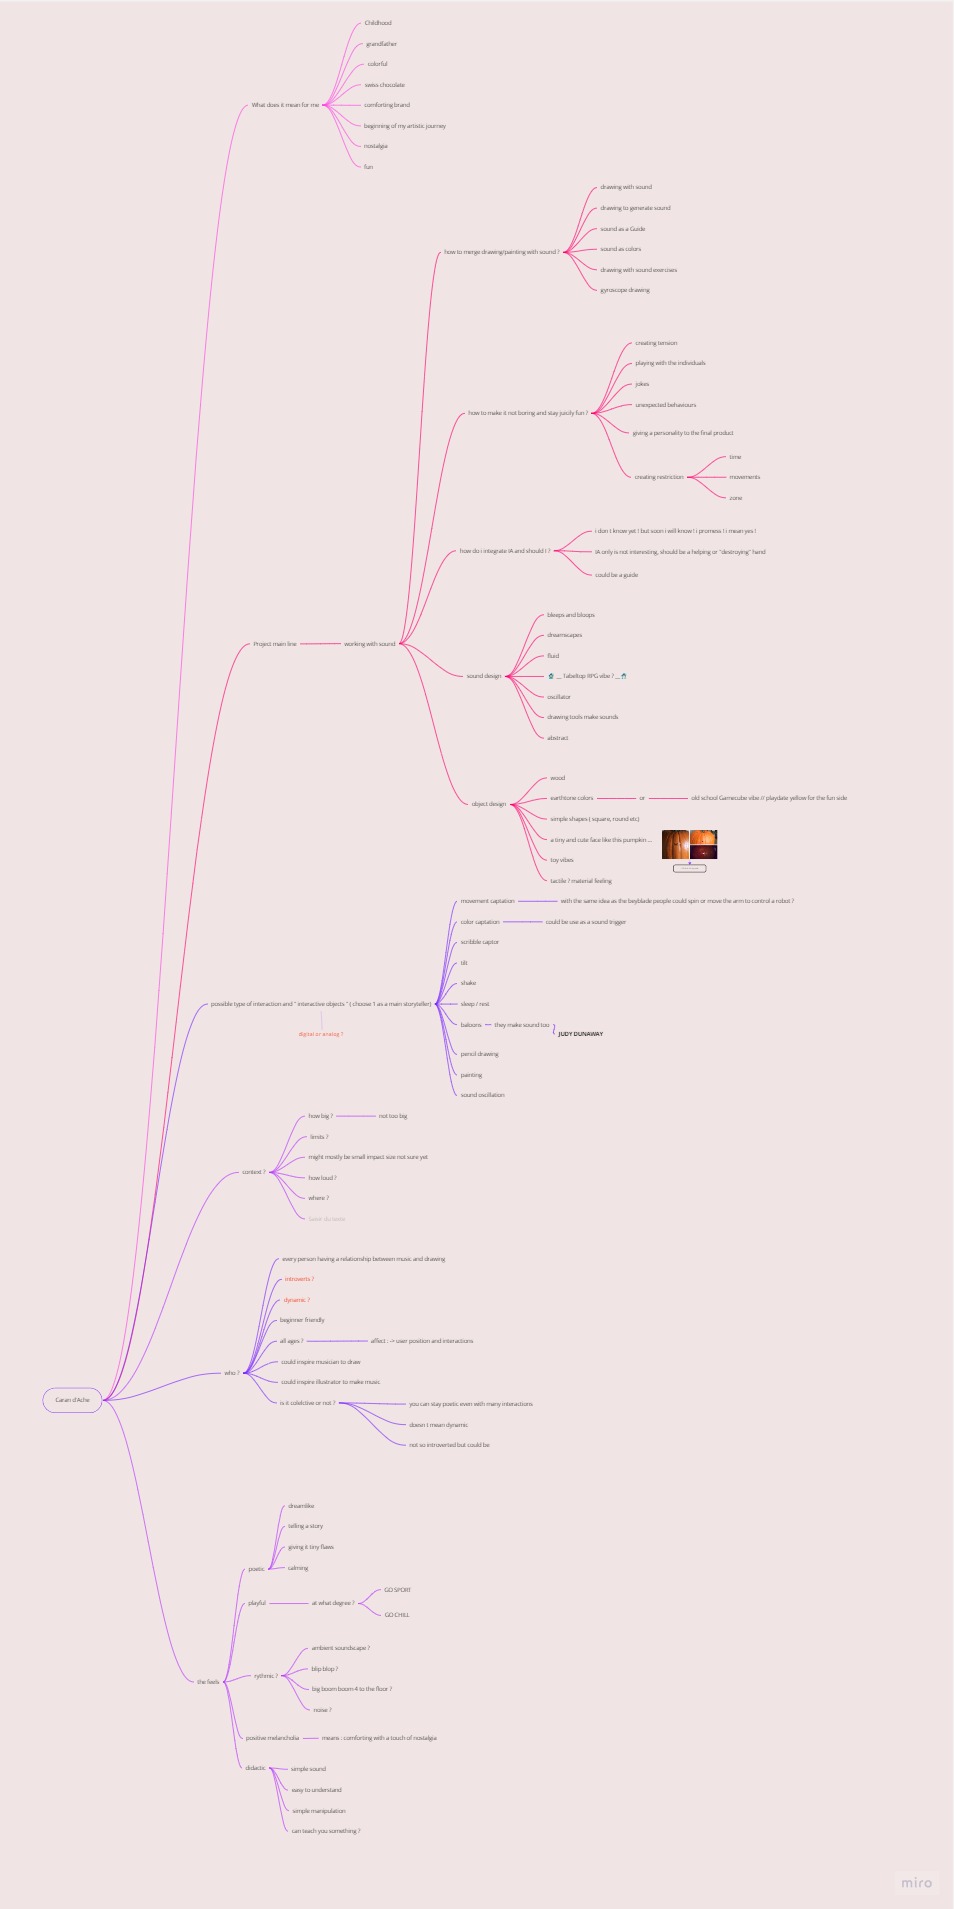 Childhood
grandfather
colorful
swiss chocolate
What does it mean for me
comforting brand
beginning of my artistic journey
nostalgia
fun
drawing with sound
drawing to generate sound
sound as a Guide
sound as colors
how to merge drawing/painting with sound ?
drawing with sound exercises
gyroscope drawing
creating tension
playing with the individuals
jokes
unexpected behaviours
how to make it not boring and stay juicify fun ?
giving a personality to the final product
creating restriction
time
movements
zone
i don t know yet ! but soon i will know ! i promess ! i mean yes !
how do i integrate IA and should I ?
IA only is not interesting, should be a helping or "destroying" hand
could be a guide
Project main line
working with sound
bleeps and bloops
dreamscapes
fluid
sound design
__ Tabeltop RPG vibe ? __
oscillator
drawing tools make sounds
abstract
wood
object design
earthtone colors
or
old school Gamecube vibe // playdate yellow for the fun side
simple shapes ( square, round etc)
a tiny and cute face like this pumpkin ...
toy vibes
tactile ? material feeling
movement captation
with the same idea as the beyblade people could spin or move the arm to control a robot ?
color captation
could be use as a sound trigger
scribble captor
tilt
shake
possible type of interaction and " interactive objects " ( choose 1 as a main storyteller)
sleep / rest
digital or analog ?
baloons
they make sound too
JUDY DUNAWAY
pencil drawing
painting
sound oscillation
how big ?
not too big
limits ?
might mostly be small impact size not sure yet
context ?
how loud ?
where ?
every person having a relationship between music and drawing
introverts ?
dynamic ?
beginner friendly
all ages ?
affect : -> user position and interactions
could inspire musician to draw
who ?
could inspire illustrator to make music
is it colelctive or not ?
you can stay poetic even with many interactions
doesn t mean dynamic
not so introverted but could be
Caran d'Ache
dreamlike
telling a story
giving it tiny flaws
poetic
calming
playful
at what degree ?
GO SPORT
GO CHILL
ambient soundscape ?
blip blop ?
rythmic ?
big boom boom 4 to the floor ?
noise ?
the feels
positive melancholia
means : comforting with a touch of nostalgia
didactic
simple sound
easy to understand
simple manipulation
can teach you something ?
miro